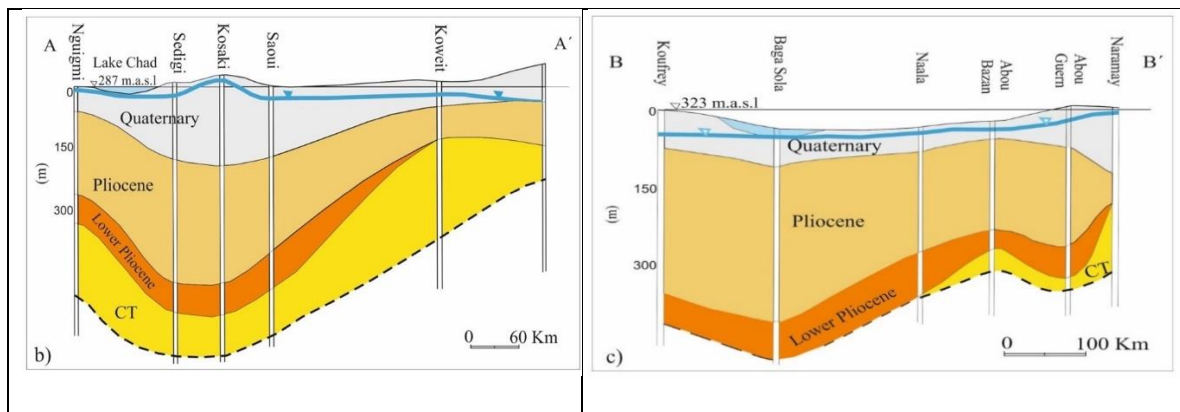 A
A´
Nguigmi
Sedigi
Kosaki
Saoui
Koweit
Lake Chad
287 m.a.s.l
0
150
300
(m)
Quaternary
Pliocene
Lower Pliocene
CT
0 60 Km
b)
B
B´
Koufrey
Baga Sola
Naala
Abou
Bazan
Abou
Guern
Naramay
323 m.a.s.l
0
150
300
(m)
Quaternary
Pliocene
Lower Pliocene
CT
0 100 Km
c)